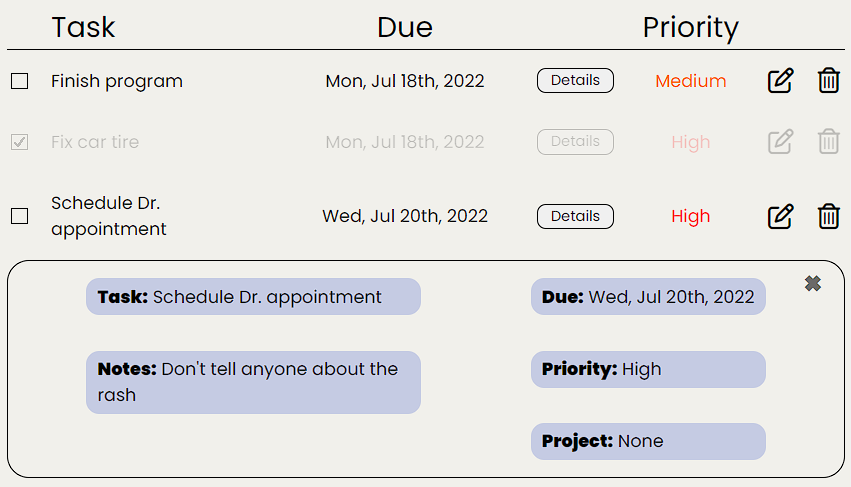 Task Due Priority
Finish program Mon, Jul 18th, 2022 Details Medium
Fix car tire Mon, Jul 18th, 2022 Details High
Schedule Dr.
appointment Wed, Jul 20th, 2022 Details High
Task: Schedule Dr. appointment
Due: Wed, Jul 20th, 2022
Notes: Don't tell anyone about the
rash
Priority: High
Project: None